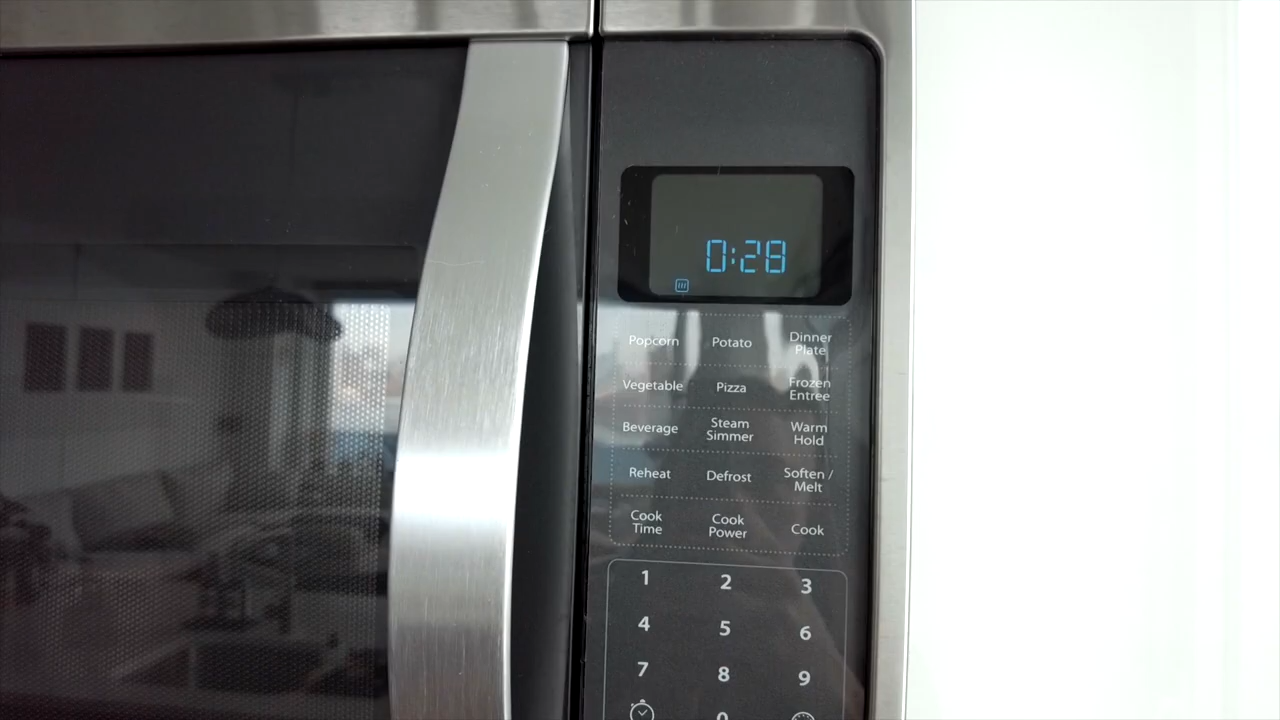 0:28
Popcorn Potato Dinner
Plate
Vegetable Pizza Frozen
Entree
Beverage Steam
Simmer Warm
Hold
Reheat Defrost Soften /
Melt
Cook
Time Cook
Power Cook
1 2 3
4 5 6
7 8 9
0